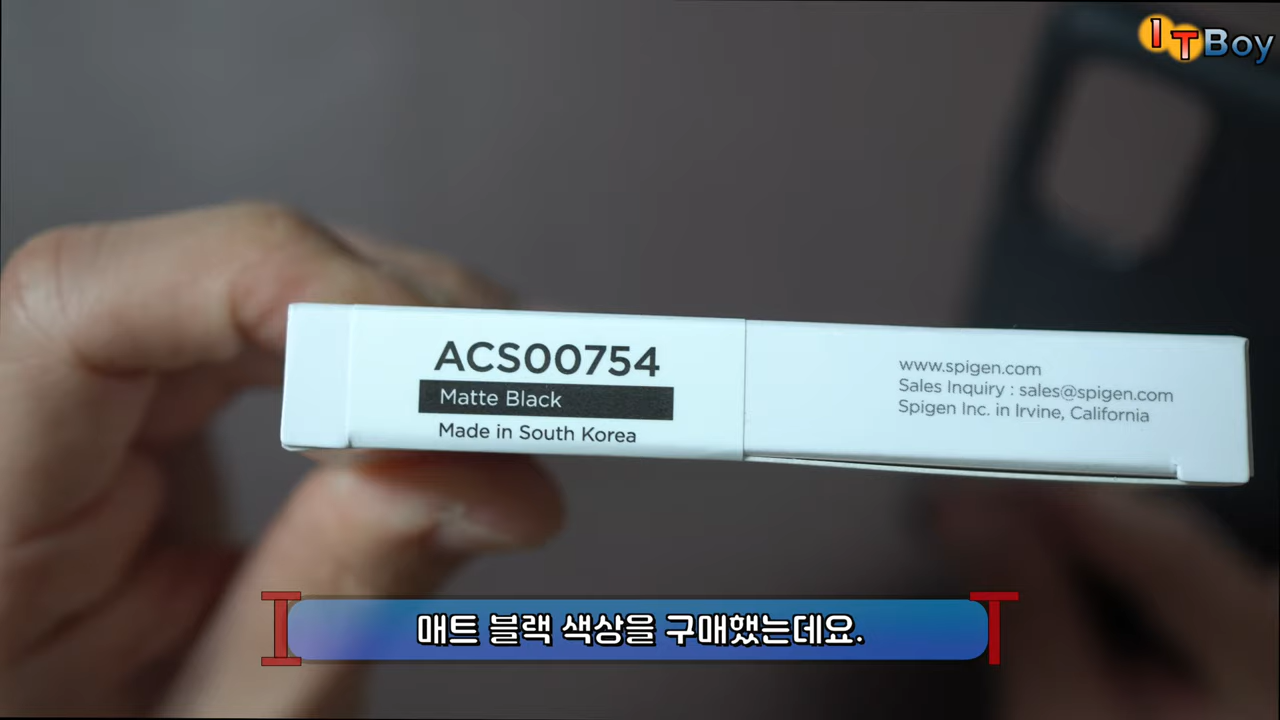 ITBoy
ACS00754
Matte Black
Made in South Korea
www.spigen.com
Sales Inquiry : sales@spigen.com
Spigen Inc. in Irvine, California
매트 블랙 색상을 구매했는데요.
I T